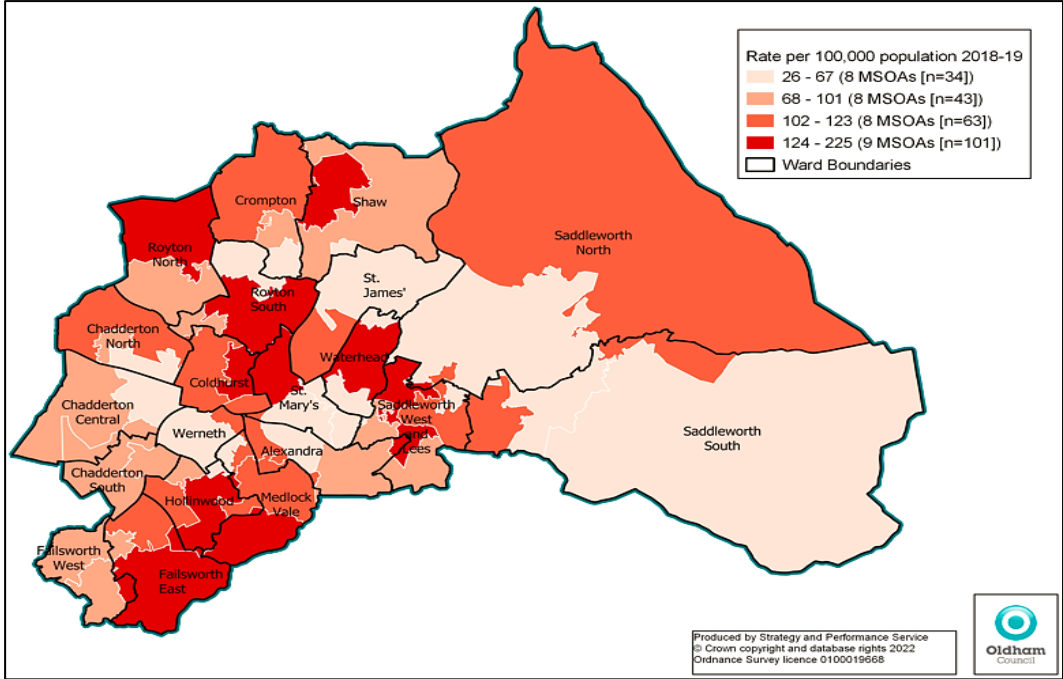 Rate per 100,000 population 2018-19
26 - 67 (8 MSOAs [n=34])
68 - 101 (8 MSOAs [n=43])
102 - 123 (8 MSOAs [n=63])
124 - 225 (9 MSOAs [n=101])
Ward Boundaries
Crompton
Shaw
Saddleworth
North
Royton
North
St.
James'
Royton
South
Chadderton
North
Waterhead
Coldhurst
St.
Mary's
Chadderton
Central
Saddleworth
West
and
Lees
Werneth
Saddleworth
South
Alexandra
Chadderton
South
Hollinwood
Medlock
Vale
Failsworth
West
Failsworth
East
Produced by Strategy and Performance Service
© Crown copyright and database rights 2022
Ordnance Survey licence 0100019668
Oldham
Council